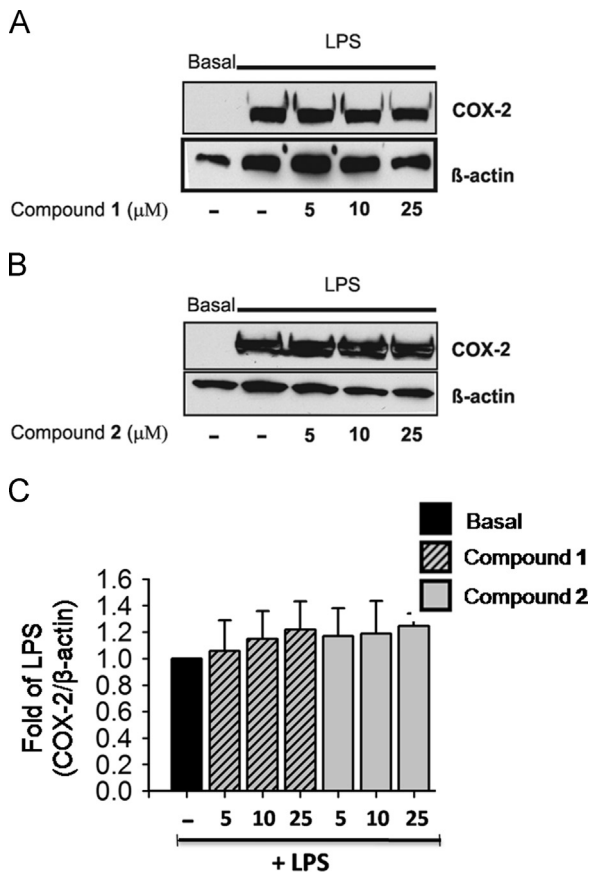 A
LPS
Basal
COX-2
ß-actin
Compound 1 (μM) – – 5 10 25
B
LPS
Basal
COX-2
ß-actin
Compound 2 (μM) – – 5 10 25
C
Basal
Compound 1
Compound 2
Fold of LPS
(COX-2/β-actin)
1.6
1.4
1.2
1.0
0.8
0.6
0.4
0.2
0.0
– 5 10 25 5 10 25
+ LPS